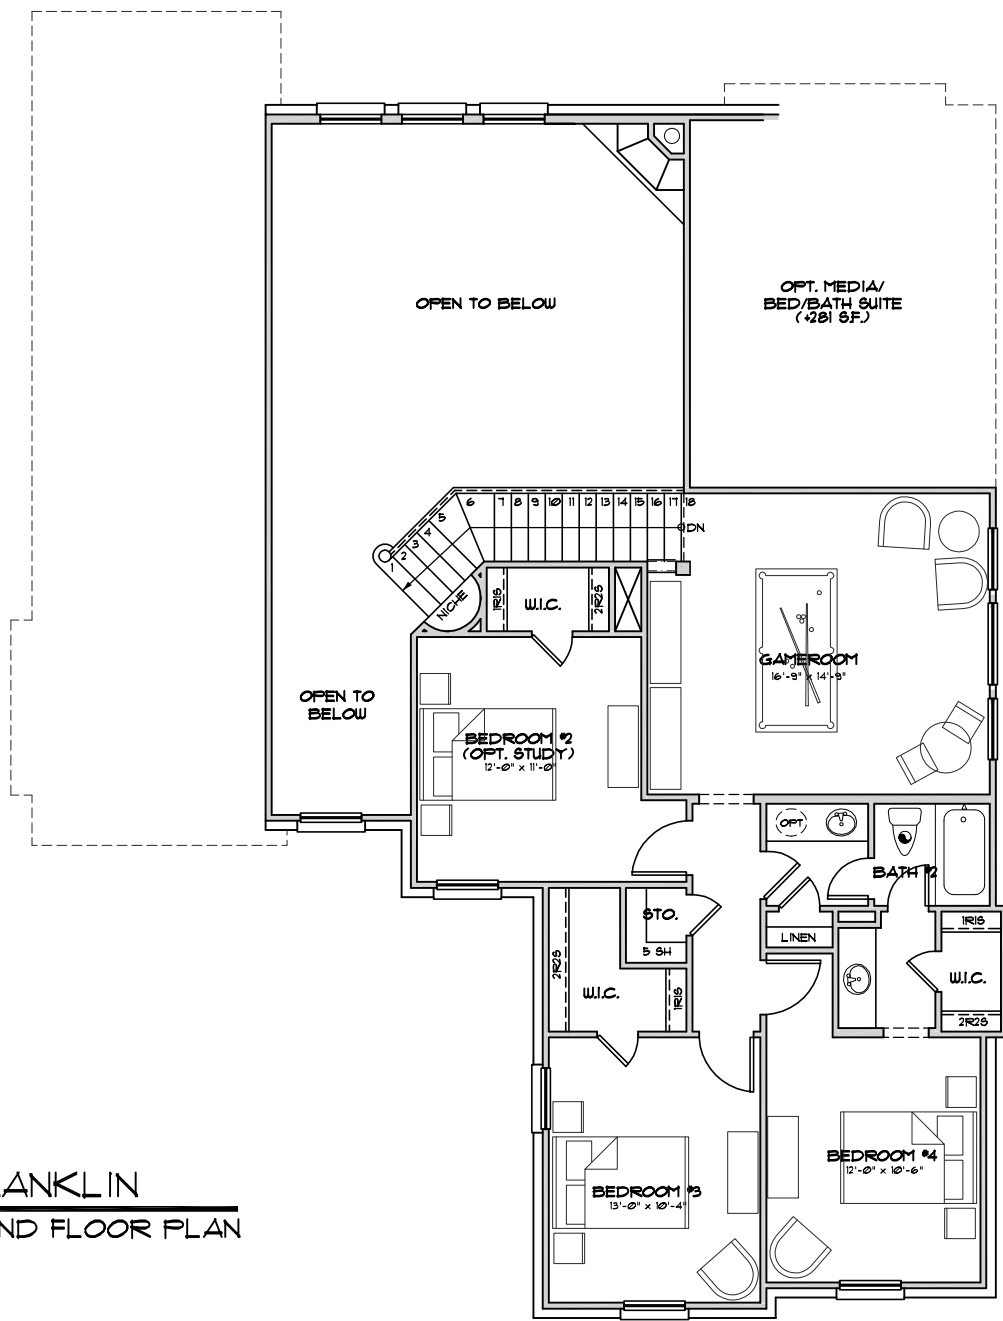 OPEN TO BELOW
OPT. MEDIA/
BED/BATH SUITE
(+281 S.F.)
1 2 3 4 5 6 7 8 9 10 11 12 13 14 15 16 17 18
DN
NICHE
1R1S
W.I.C.
2R2S
GAMEROOM
16'-9" x 14'-9"
OPEN TO
BELOW
BEDROOM #2
(OPT. STUDY)
12'-0" x 11'-0"
OPT
BATH #2
STO.
5 SH
LINEN
2R2S
W.I.C.
1R1S
1R1S
W.I.C.
2R2S
BEDROOM #4
12'-0" x 10'-6"
BEDROOM #3
13'-0" x 10'-4"
ANKLIN
ND FLOOR PLAN